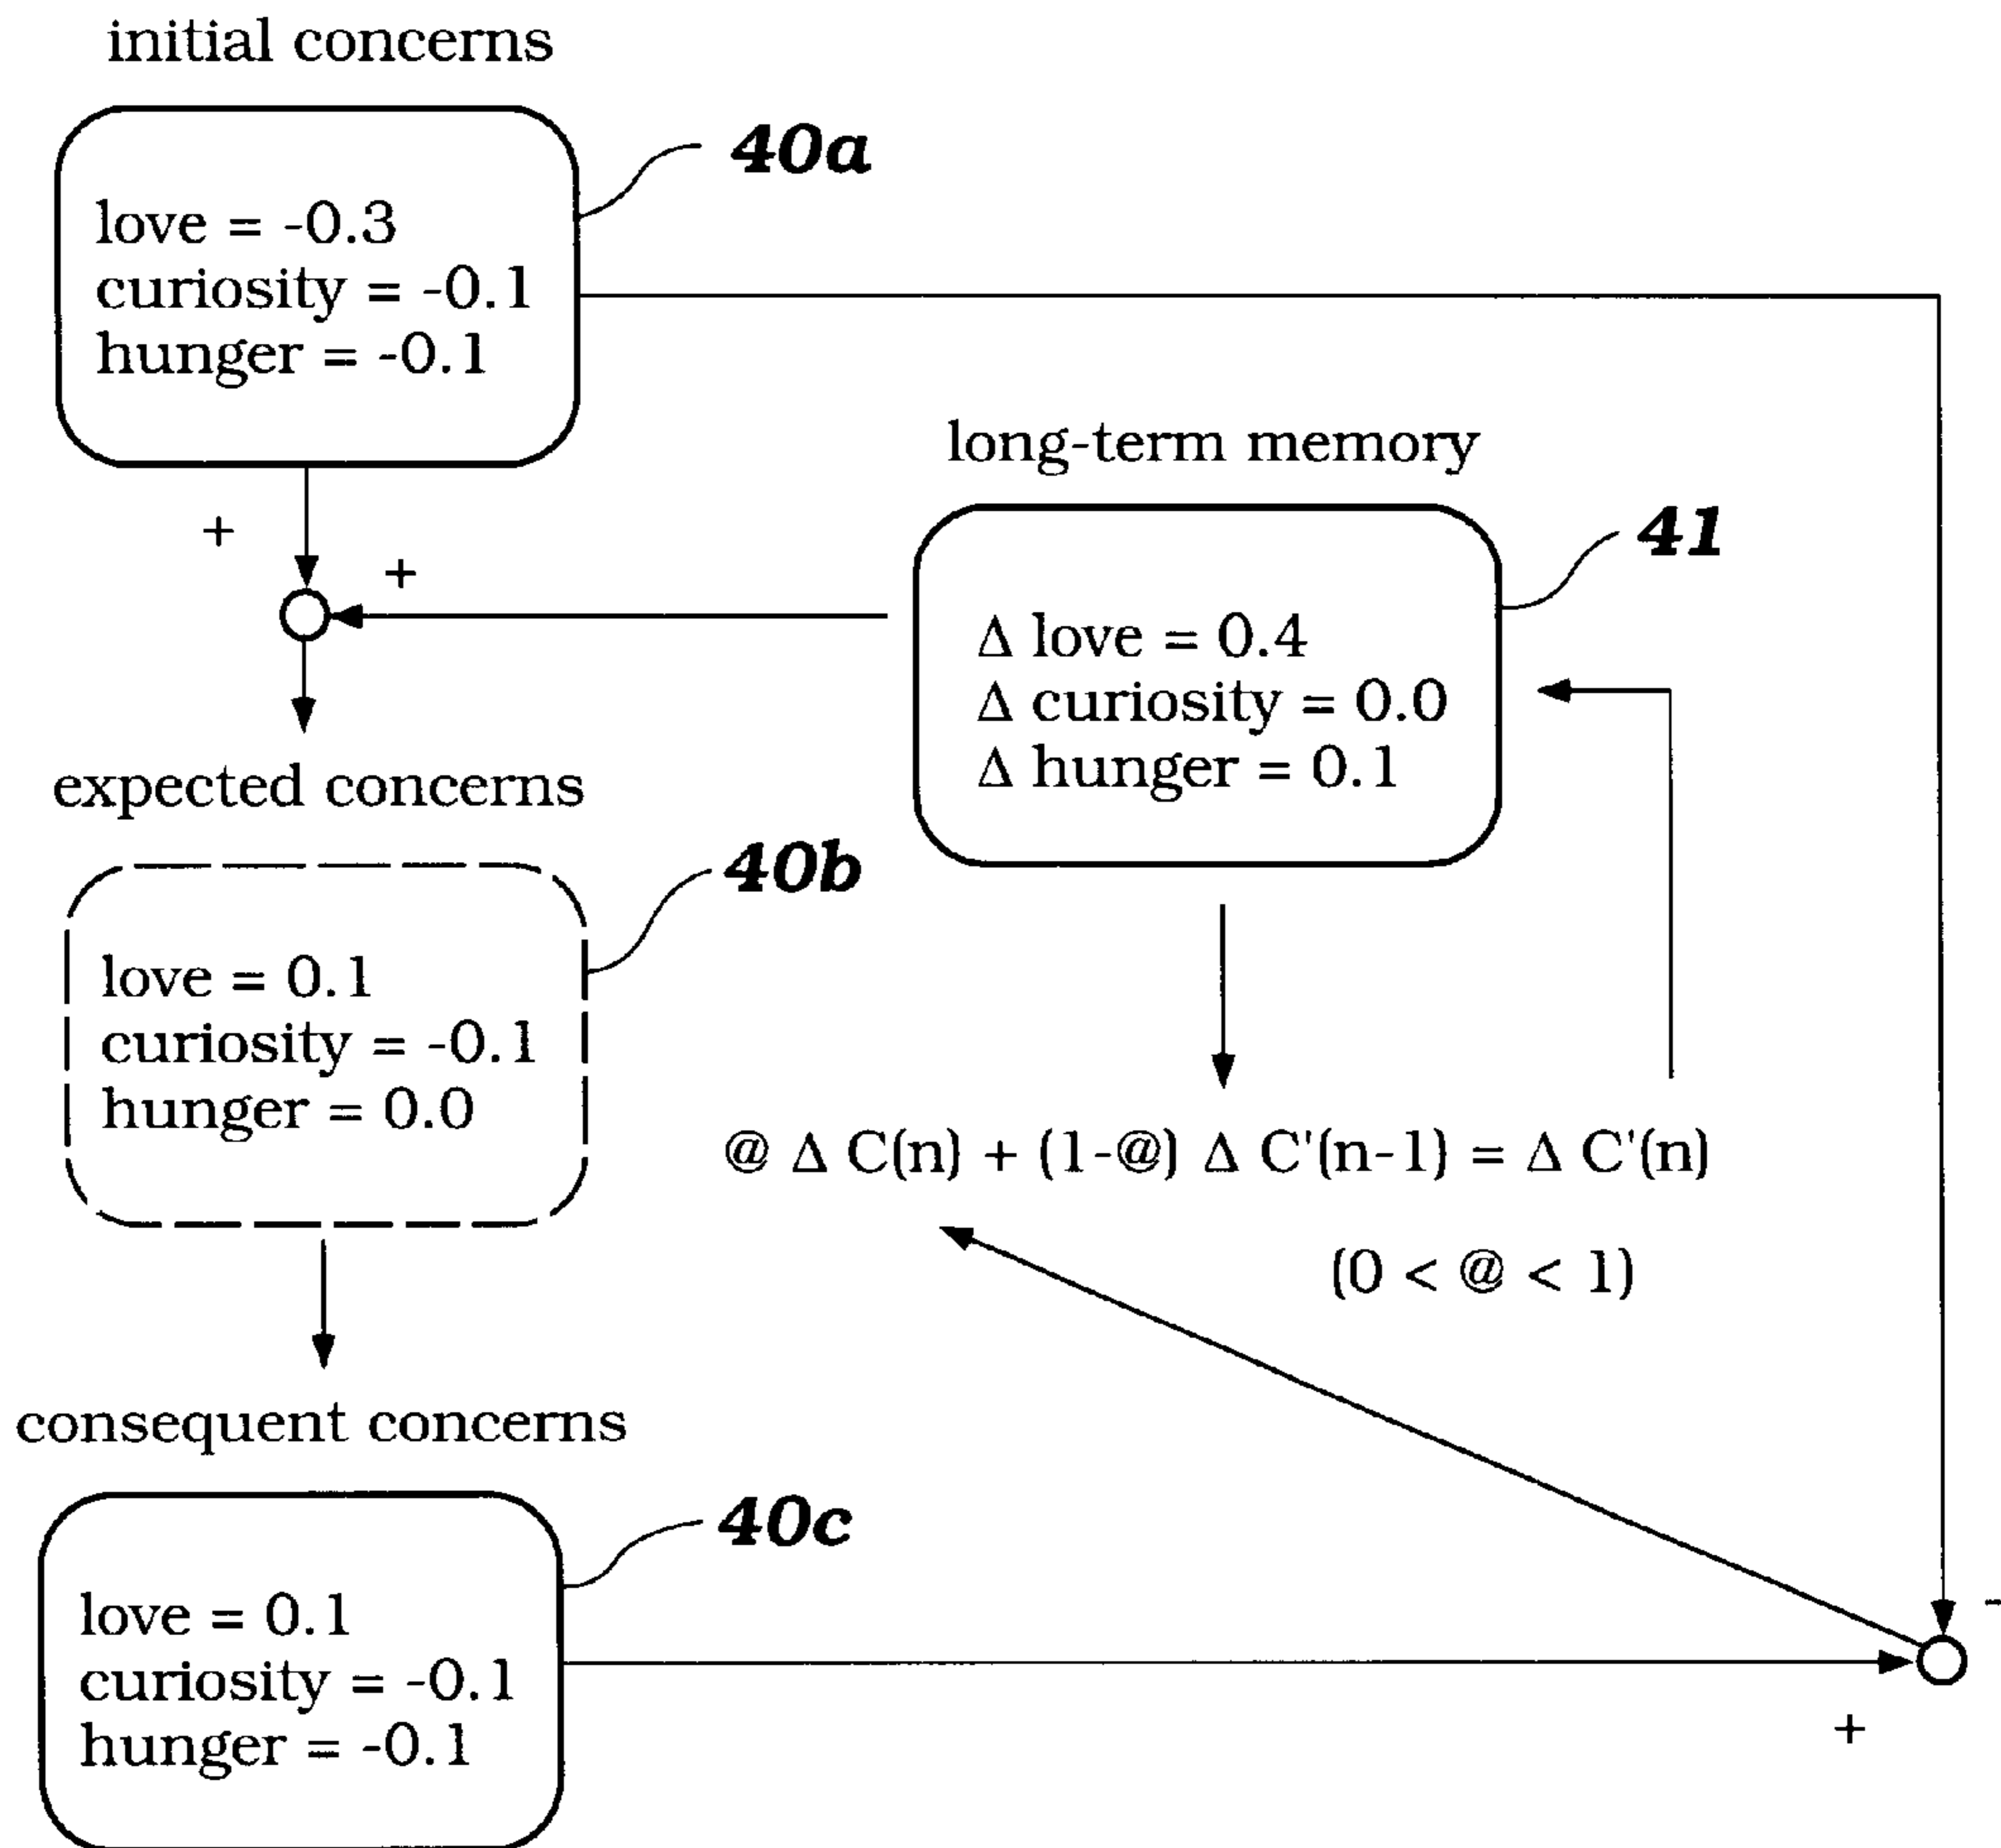 initial concerns
40a
love = -0.3
curiosity = -0.1
hunger = -0.1
long-term memory
+
+
41
Δ love = 0.4
Δ curiosity = 0.0
Δ hunger = 0.1
expected concerns
40b
love = 0.1
curiosity = -0.1
hunger = 0.0
@ Δ C(n) + (1-@) Δ C'(n-1) = Δ C'(n)
(0 < @ < 1)
consequent concerns
40c
love = 0.1
curiosity = -0.1
hunger = -0.1
-
+